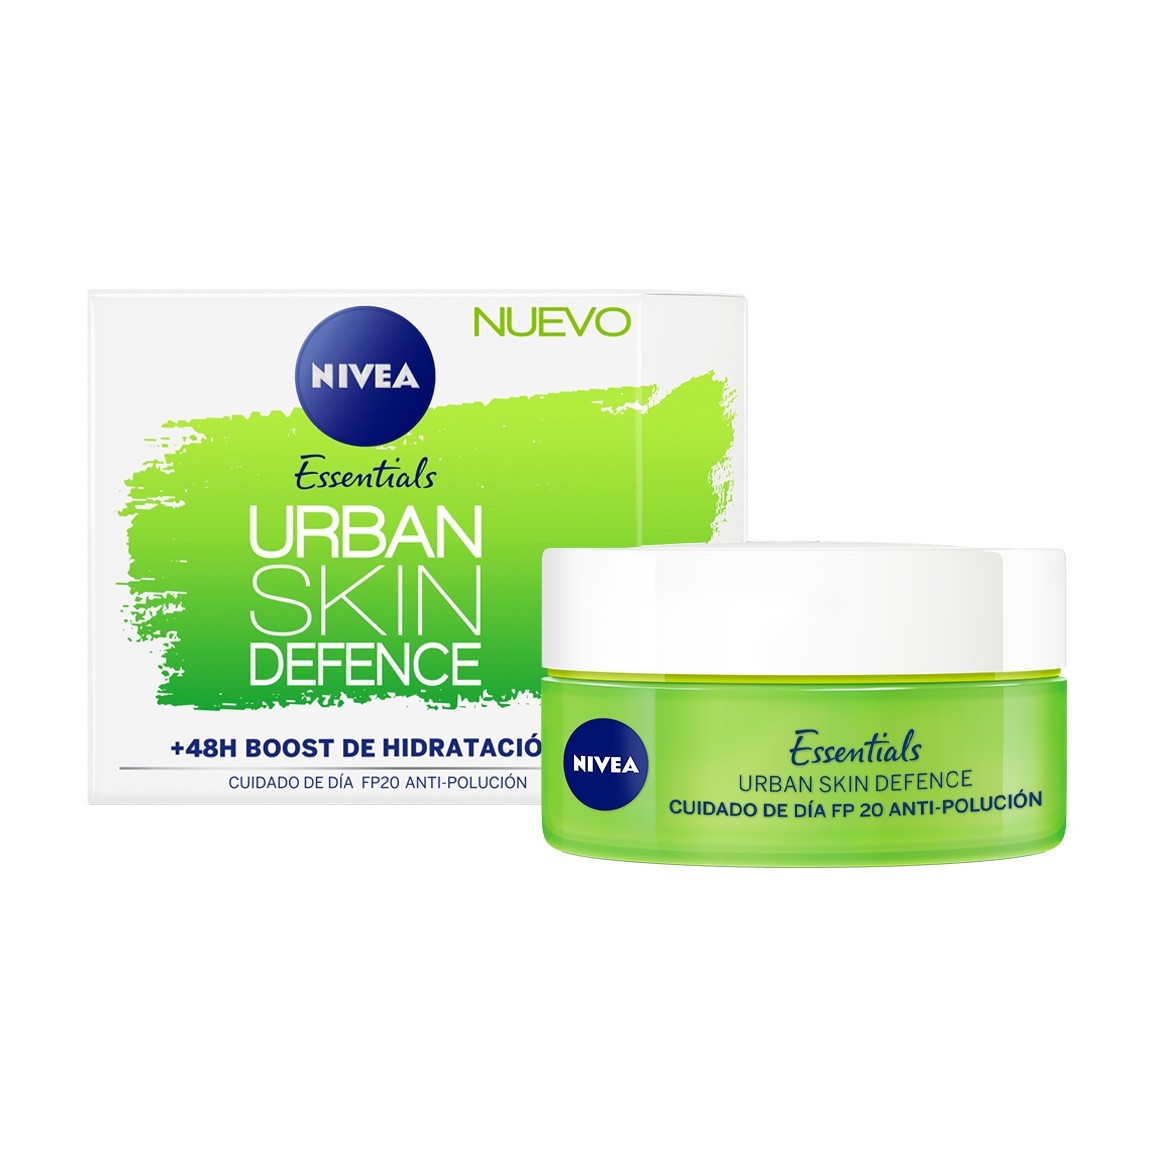 NUEVO
NIVEA
Essentials
URBAN
SKIN
DEFENCE
+48H BOOST DE HIDRATACIÓ
CUIDADO DE DÍA FP20 ANTI-POLUCIÓN
NIVEA
Essentials
URBAN SKIN DEFENCE
CUIDADO DE DÍA FP 20 ANTI-POLUCIÓN